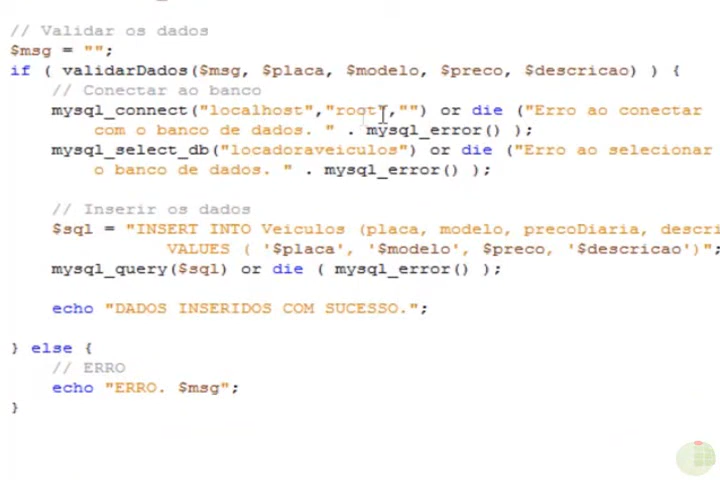 // Validar os dados
$msg = "";
if ( validarDados($msg, $placa, $modelo, $preco, $descricao) ) {
// Conectar ao banco
mysql_connect("localhost","root","") or die ("Erro ao conectar
com o banco de dados. " . mysql_error() );
mysql_select_db("locadoraveiculos") or die ("Erro ao selecionar
o banco de dados. " . mysql_error() );
// Inserir os dados
$sql = "INSERT INTO Veiculos (placa, modelo, precoDiaria, descri
VALUES ( '$placa', '$modelo', $preco, '$descricao')";
mysql_query($sql) or die ( mysql_error() );
echo "DADOS INSERIDOS COM SUCESSO.";
} else {
// ERRO
echo "ERRO. $msg";
}